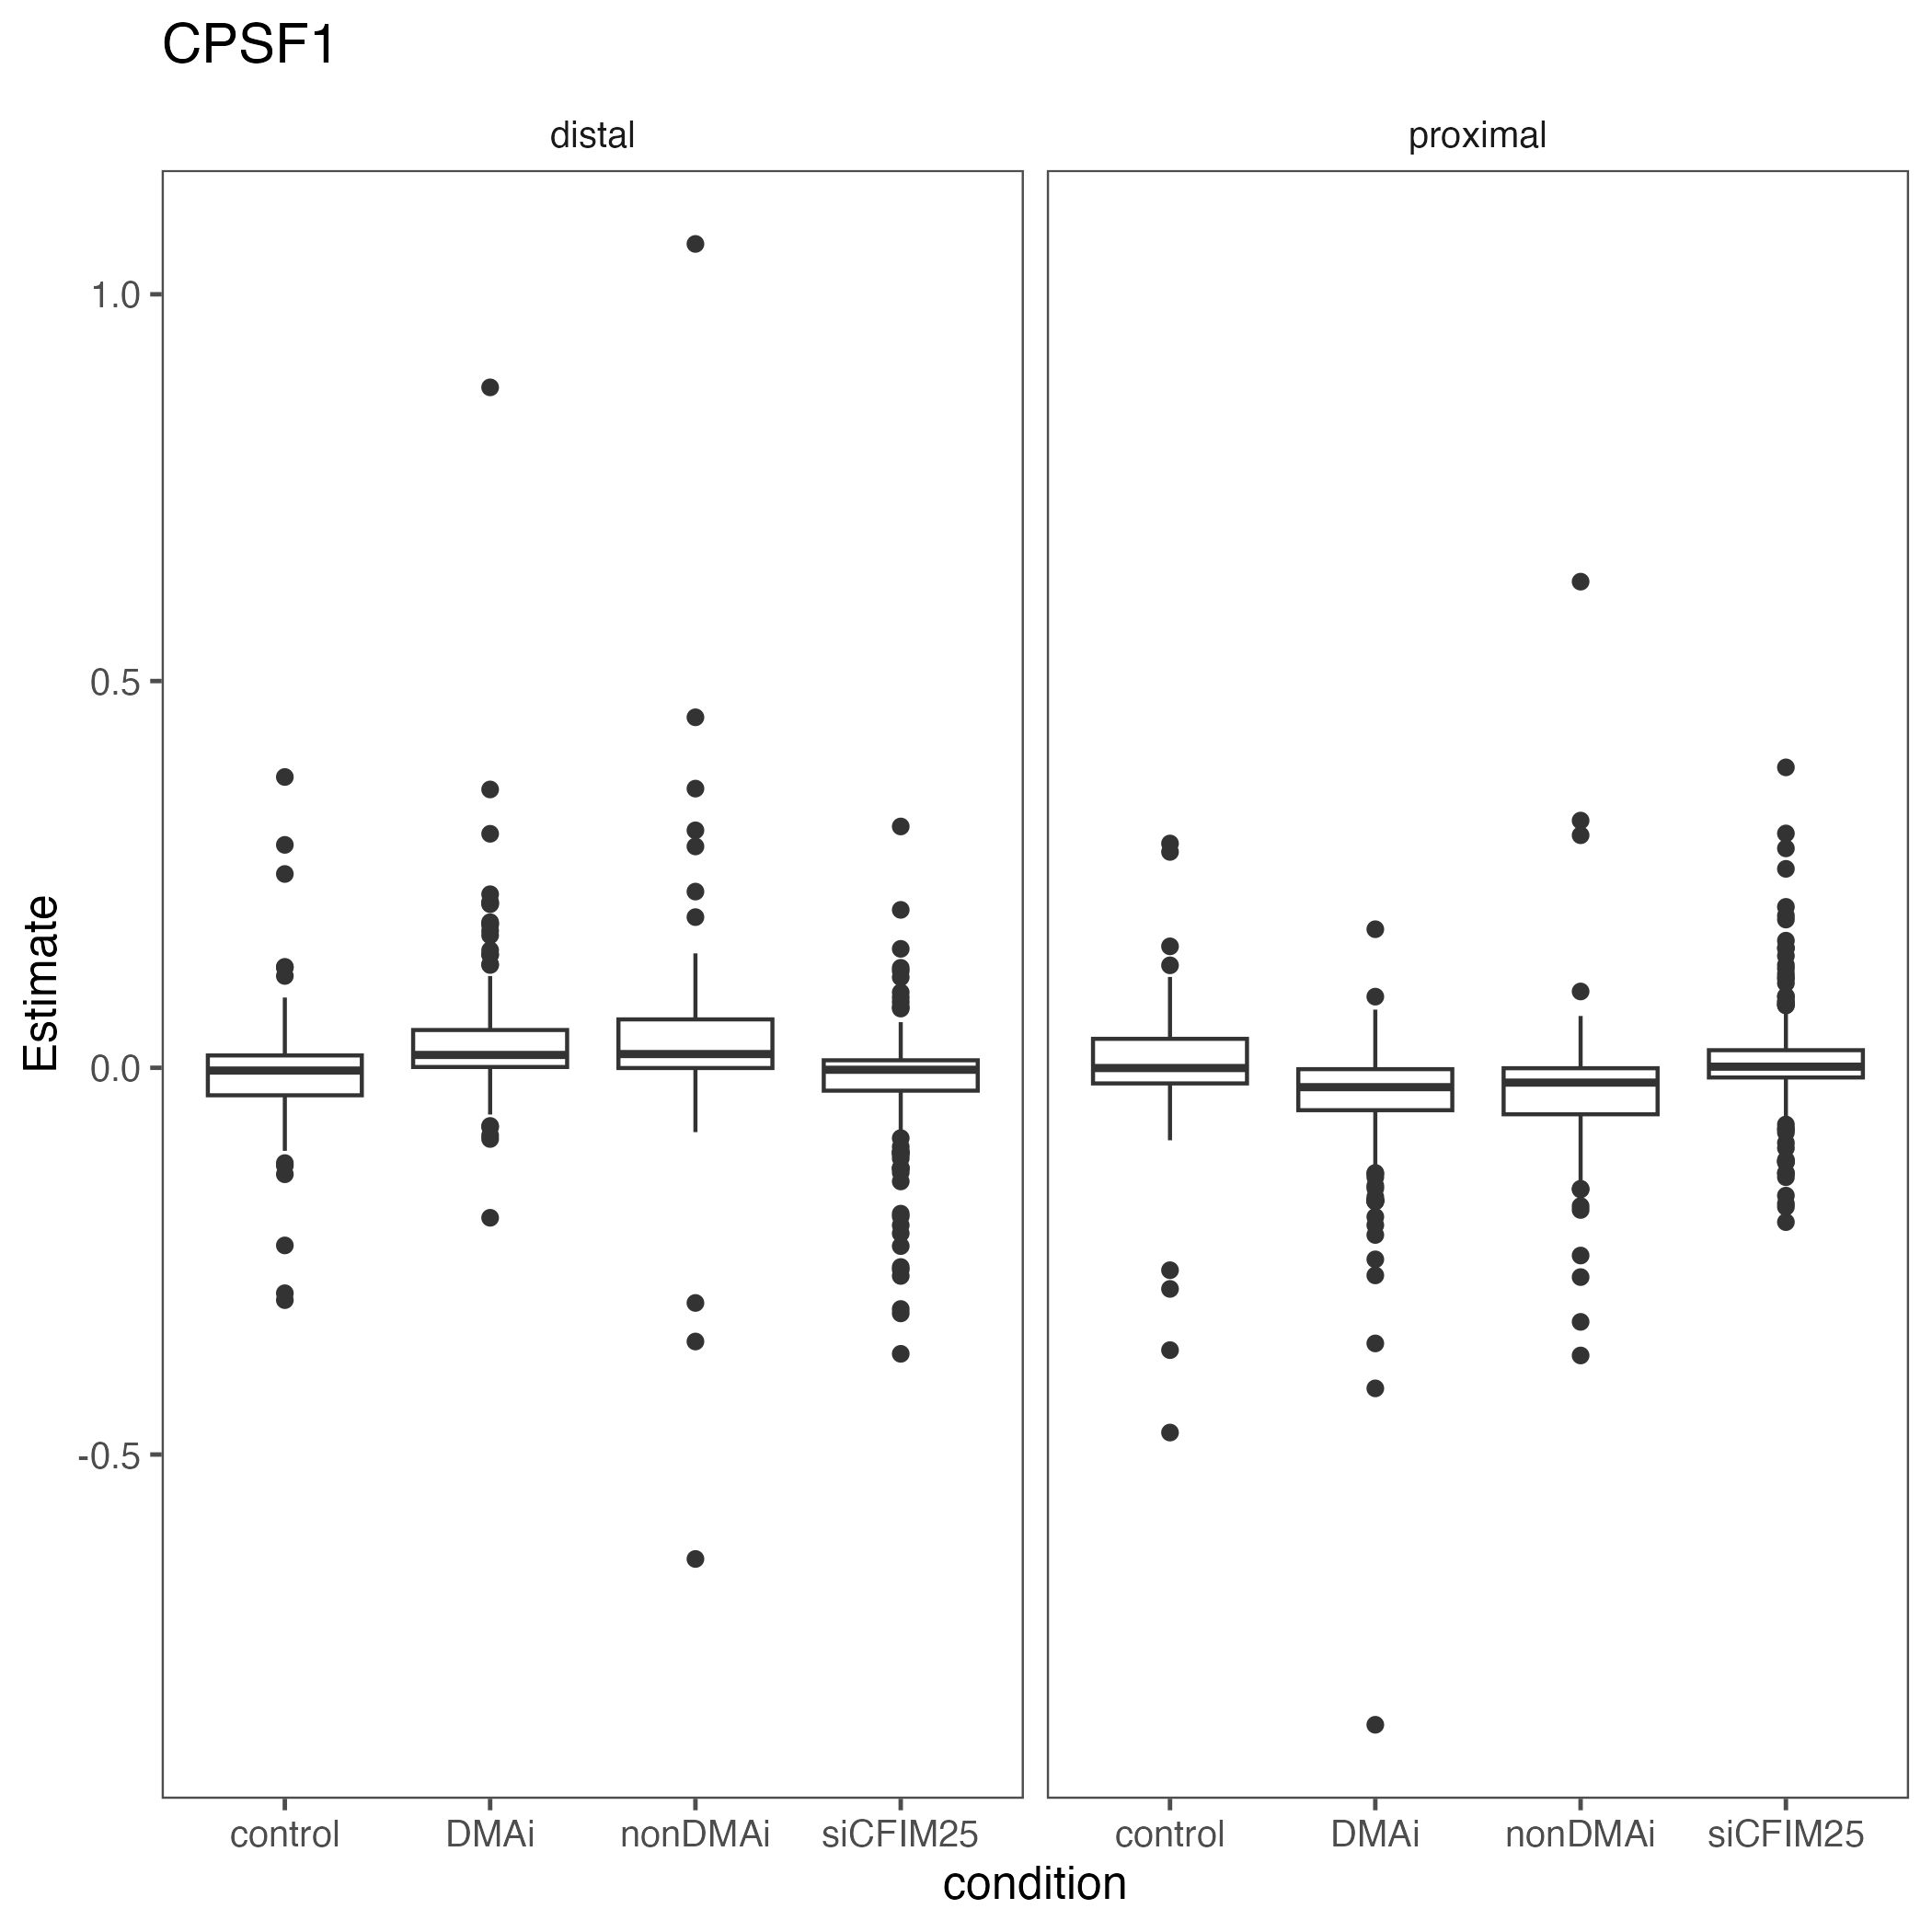 CPSF1
distal
proximal
Estimate
1.0
0.5
0.0
-0.5
control
DMAi
nonDMAi
siCFIM25
control
DMAi
nonDMAi
siCFIM25
condition